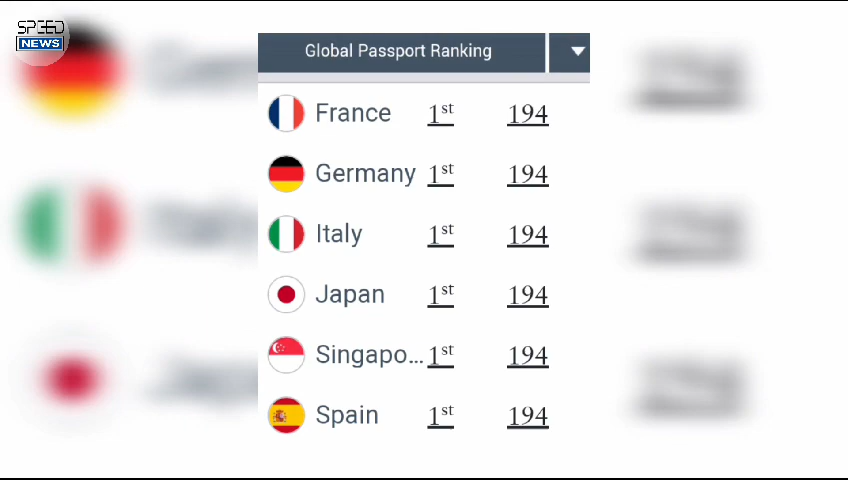 SPEED
NEWS
Global Passport Ranking
France 1st 194
Germany 1st 194
Italy 1st 194
Japan 1st 194
Singapo... 1st 194
Spain 1st 194